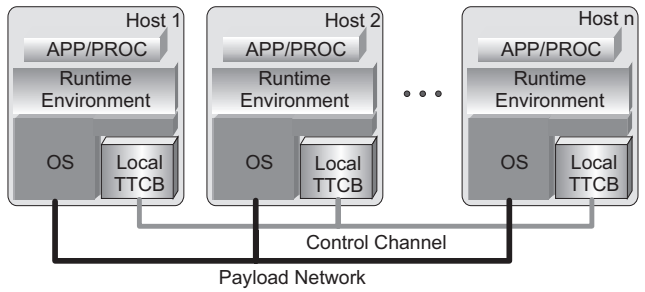 Host 1
APP/PROC
Runtime
Environment
OS
Local
TTCB
Host 2
APP/PROC
Runtime
Environment
OS
Local
TTCB
Host n
APP/PROC
Runtime
Environment
OS
Local
TTCB
Control Channel
Payload Network